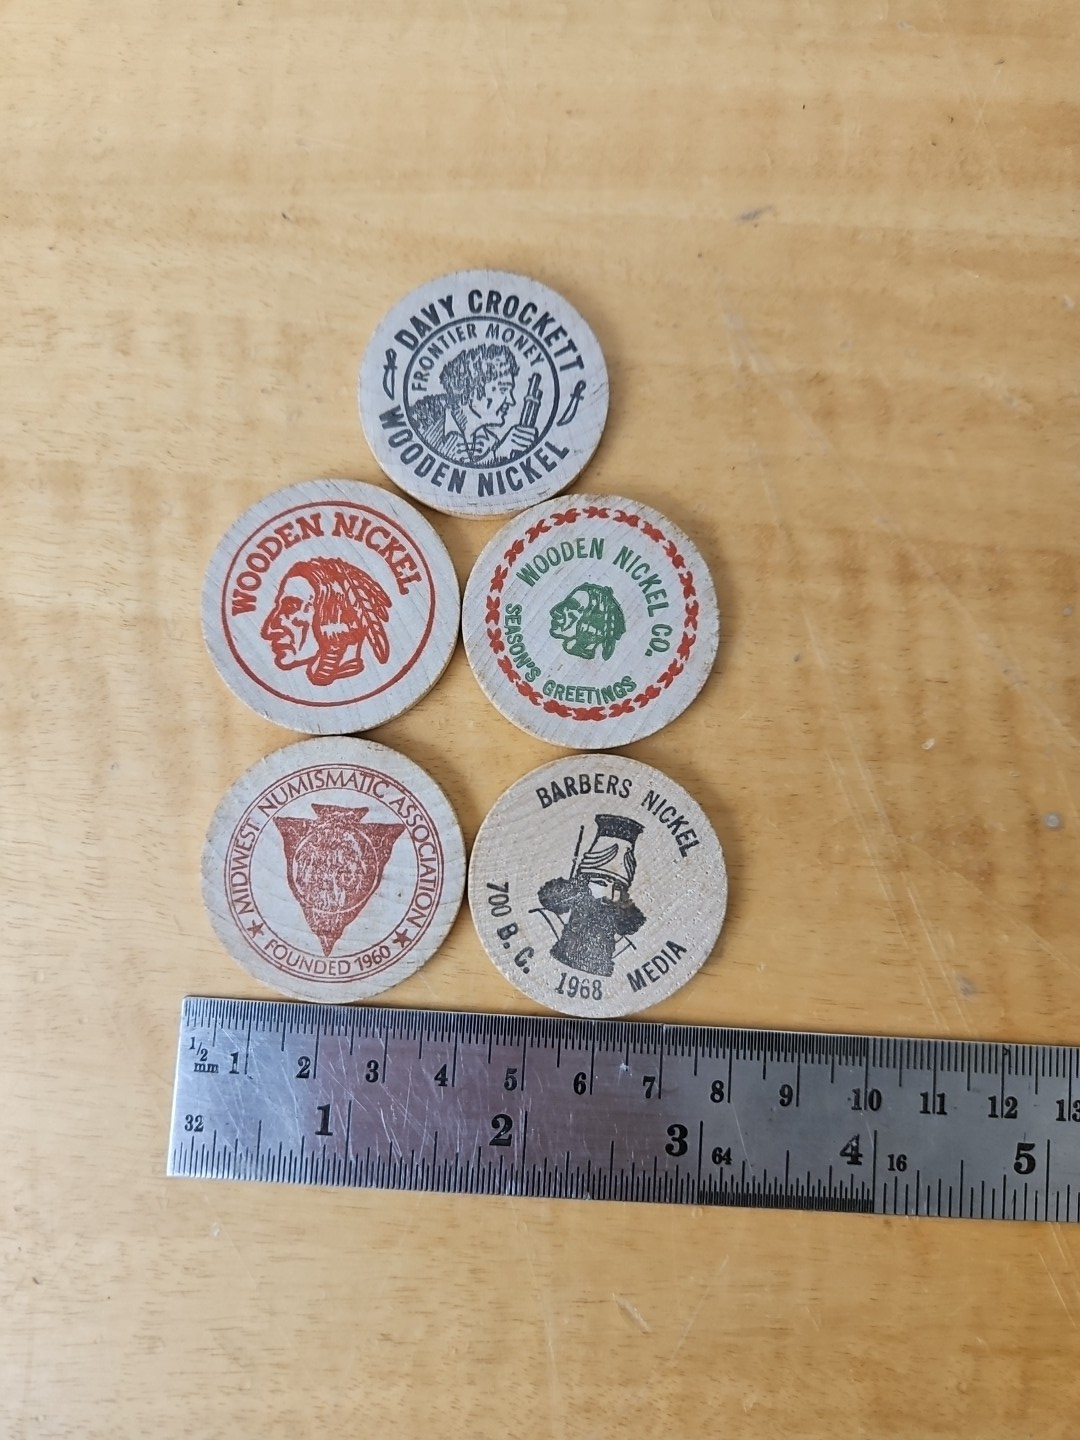 DAVY CROCKETT
FRONTIER MONEY
WOODEN NICKEL
WOODEN NICKEL
WOODEN NICKEL CO.
SEASON'S GREETINGS
MIDWEST NUMISMATIC ASSOCIATION
★ FOUNDED 1960 ★
BARBERS NICKEL
700 B.C. 1968 MEDIA
1/2 mm 1 2 3 4 5 6 7 8 9 10 11 12 13
32 1 2 3 64 4 16 5